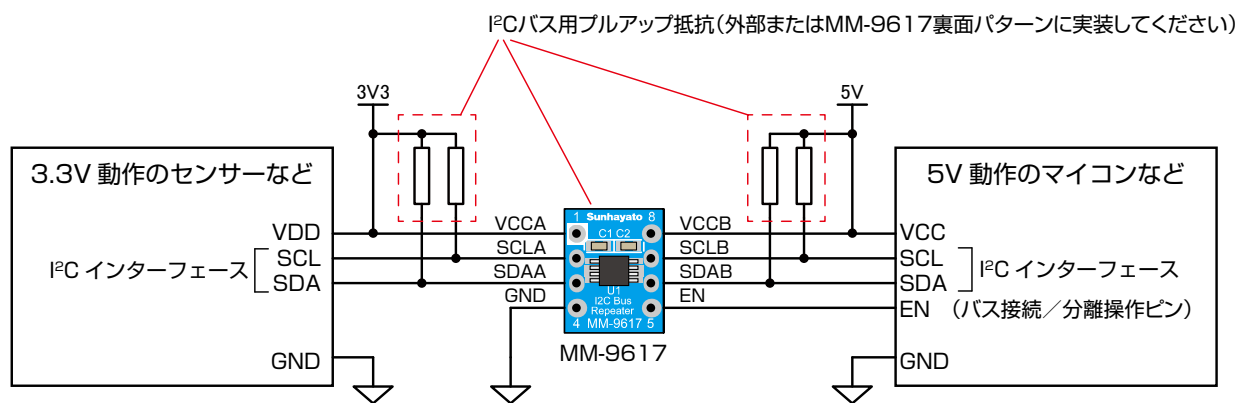 I²Cバス用プルアップ抵抗（外部またはMM-9617裏面パターンに実装してください）
3V3
5V
3.3V 動作のセンサーなど
VDD
SCL
SDA
I²C インターフェース
GND
VCCA
SCLA
SDAA
GND
1 Sunhayato 8
C1 C2
U1
I2C Bus
Repeater
4 MM-9617 5
MM-9617
VCCB
SCLB
SDAB
EN
5V 動作のマイコンなど
VCC
SCL
SDA
I²C インターフェース
EN （バス接続／分離操作ピン）
GND